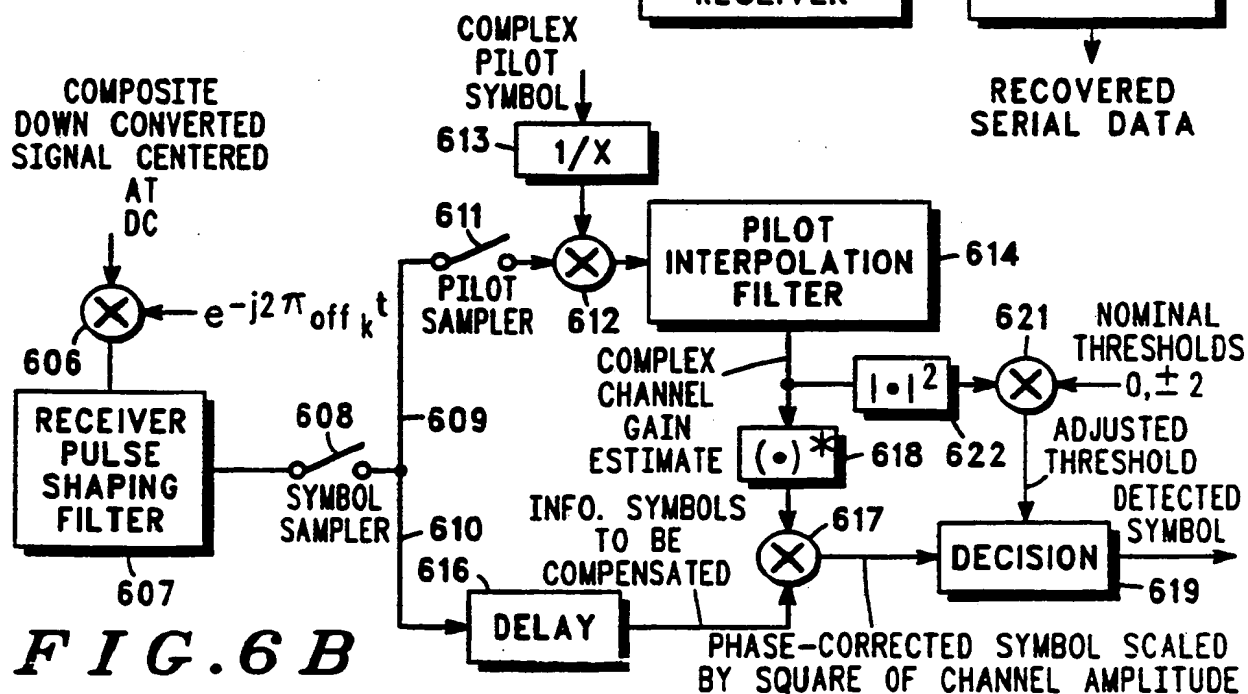 RECEIVER
RECOVERED
SERIAL DATA
COMPLEX
PILOT
SYMBOL
613
1/X
COMPOSITE
DOWN CONVERTED
SIGNAL CENTERED
AT
DC
606
e^-j2π off k t
RECEIVER
PULSE
SHAPING
FILTER
607
608
SYMBOL
SAMPLER
609
610
611
PILOT
SAMPLER
612
PILOT
INTERPOLATION
FILTER
614
COMPLEX
CHANNEL
GAIN
ESTIMATE
|•|²
622
621
NOMINAL
THRESHOLDS
0,±2
ADJUSTED
THRESHOLD
(•)*
618
616
DELAY
INFO. SYMBOLS
TO BE
COMPENSATED
617
DECISION
619
DETECTED
SYMBOL
PHASE-CORRECTED SYMBOL SCALED
BY SQUARE OF CHANNEL AMPLITUDE
FIG.6B